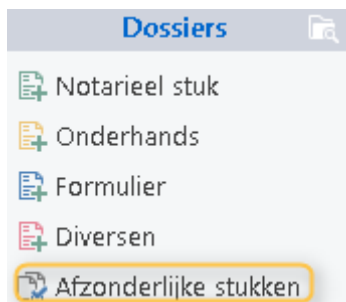 Dossiers
Notarieel stuk
Onderhands
Formulier
Diversen
Afzonderlijke stukken